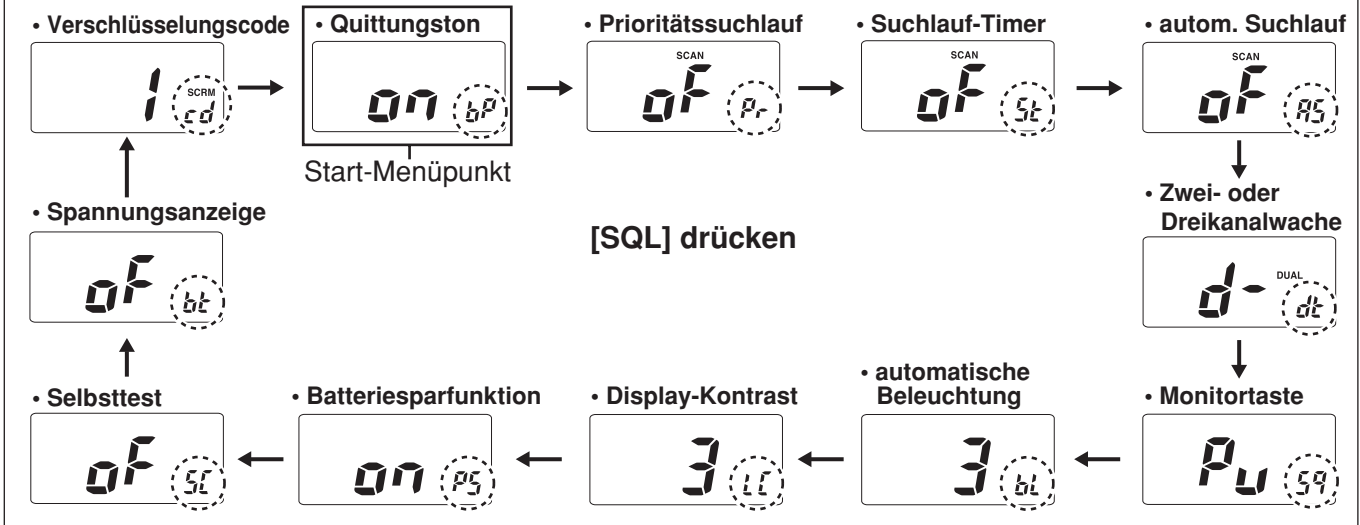 • Verschlüsselungscode
1 SCRM cd
• Quittungston
on bP
Start-Menüpunkt
• Prioritätssuchlauf
SCAN
oF Pr
• Suchlauf-Timer
SCAN
oF St
• autom. Suchlauf
SCAN
oF AS
• Zwei- oder
Dreikanalwache
d- DUAL dt
• Spannungsanzeige
oF bt
[SQL] drücken
• Selbsttest
oF SC
• Batteriesparfunktion
on PS
• Display-Kontrast
3 LC
• automatische
Beleuchtung
3 bL
• Monitortaste
Pu Sq